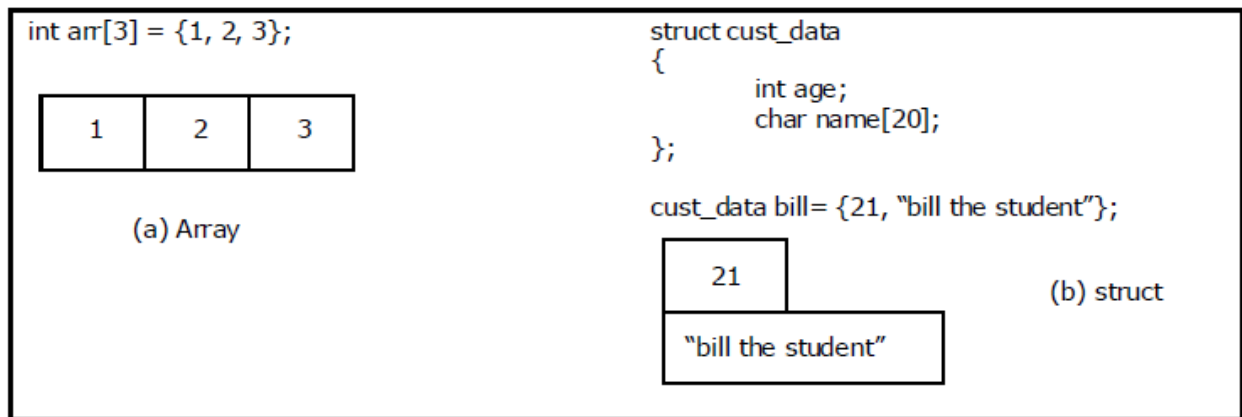 int arr[3] = {1, 2, 3};
1 2 3
(a) Array
struct cust_data
{
int age;
char name[20];
};
cust_data bill= {21, “bill the student”};
21
(b) struct
“bill the student”